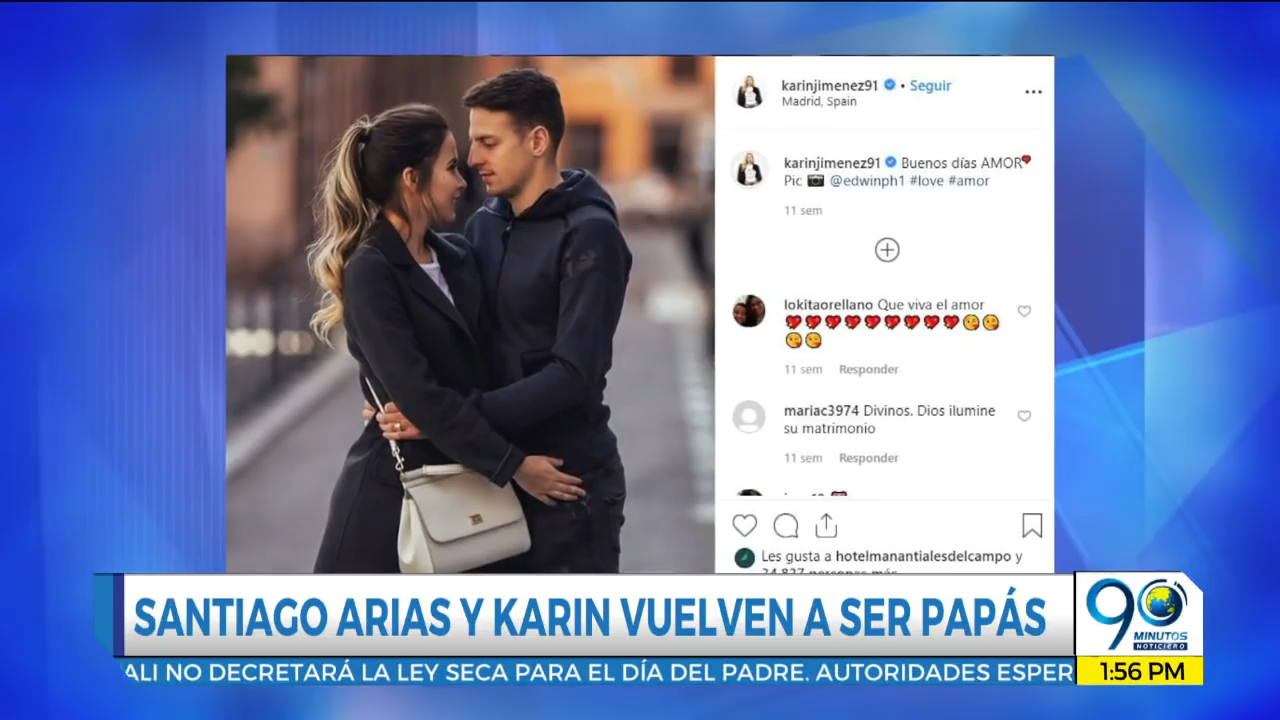 karinjimenez91 • Seguir
Madrid, Spain
karinjimenez91 Buenos días AMOR
Pic @edwinph1 #love #amor
11 sem
lokitaorellano Que viva el amor
11 sem Responder
mariac3974 Divinos. Dios ilumine
su matrimonio
11 sem Responder
Les gusta a hotelmanantialesdelcampo y
SANTIAGO ARIAS Y KARIN VUELVEN A SER PAPÁS
90
MINUTOS
NOTICIERO
ALI NO DECRETARÁ LA LEY SECA PARA EL DÍA DEL PADRE. AUTORIDADES ESPER
1:56 PM